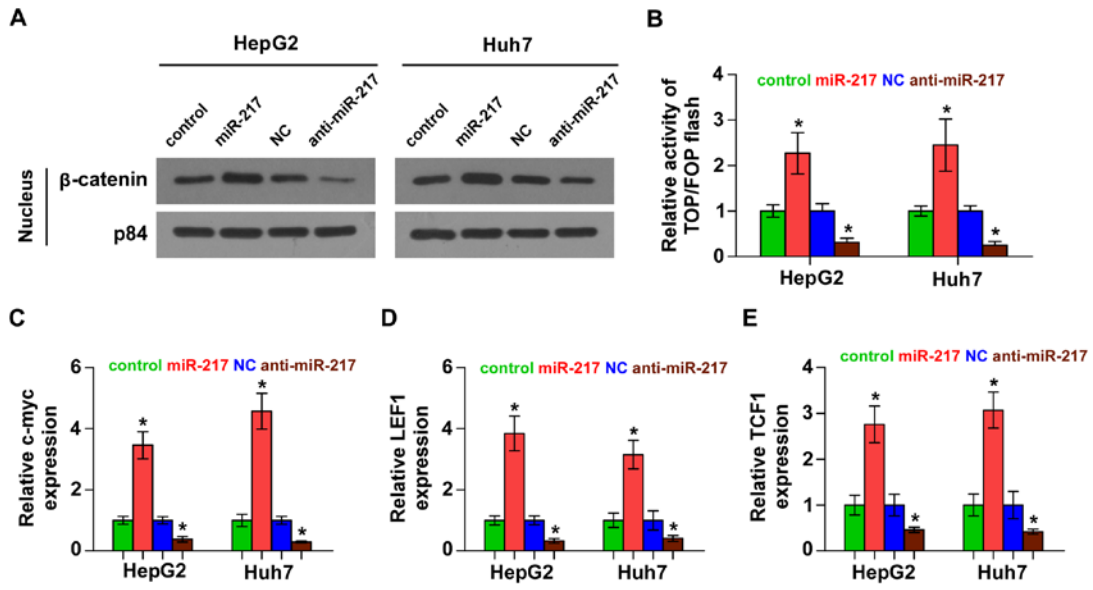 A
HepG2
Huh7
control
miR-217
NC
anti-miR-217
control
miR-217
NC
anti-miR-217
Nucleus
β-catenin
p84
B
Relative activity of
TOP/FOP flash
control miR-217 NC anti-miR-217
4
3
2
1
0
*
*
*
*
HepG2
Huh7
C
Relative c-myc
expression
control miR-217 NC anti-miR-217
6
4
2
0
*
*
*
*
HepG2
Huh7
D
Relative LEF1
expression
control miR-217 NC anti-miR-217
6
4
2
0
*
*
*
*
HepG2
Huh7
E
Relative TCF1
expression
control miR-217 NC anti-miR-217
4
3
2
1
0
*
*
*
*
HepG2
Huh7